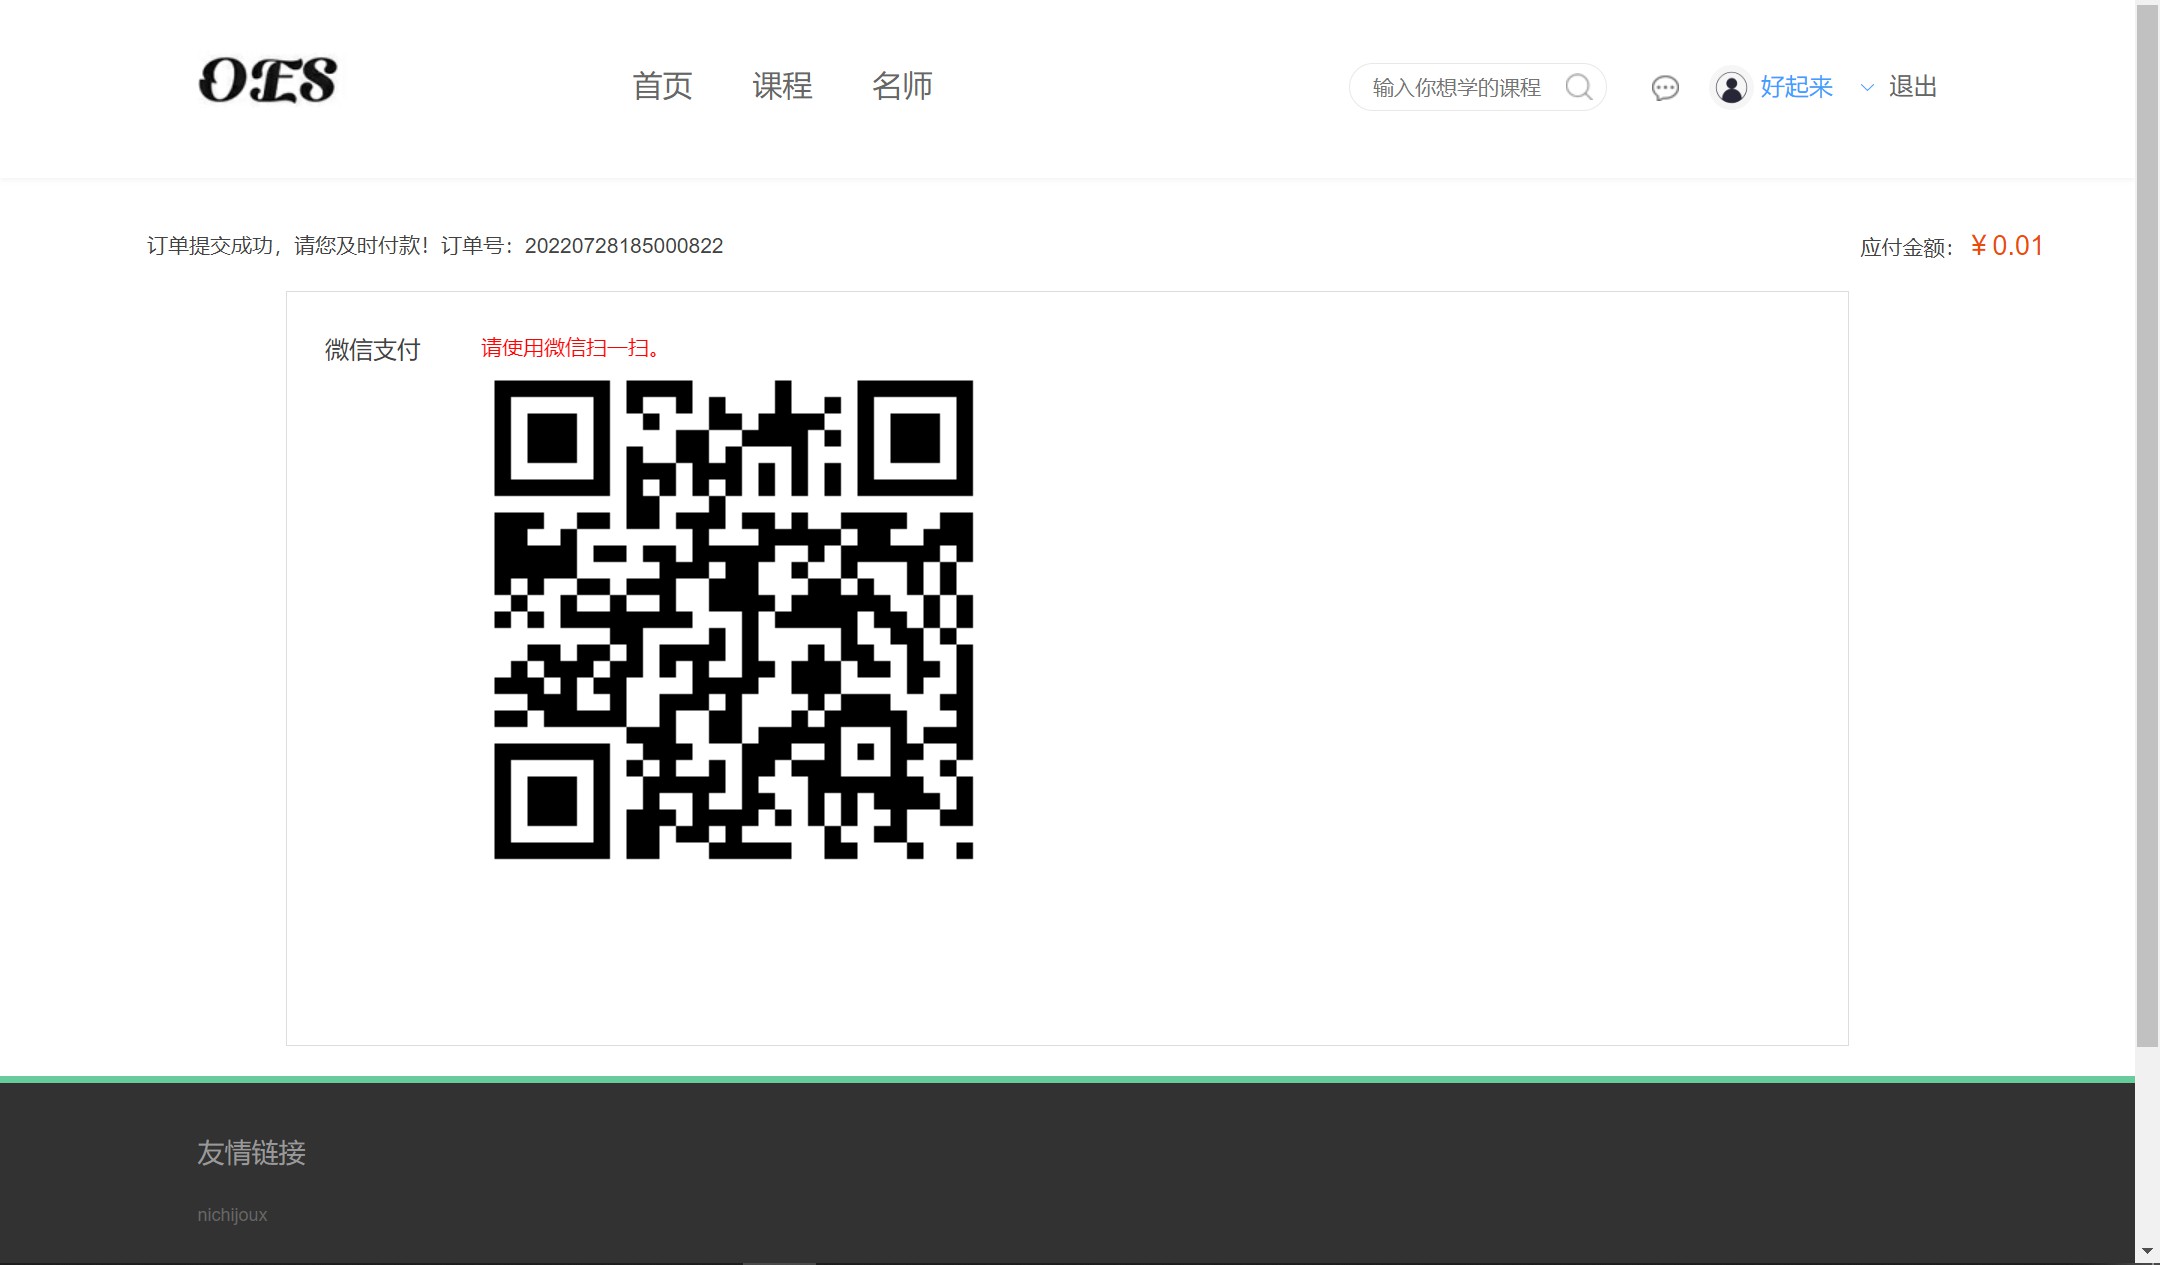 OES
首页 课程 名师
输入你想学的课程
好起来 退出
订单提交成功，请您及时付款！订单号：20220728185000822
应付金额：￥0.01
微信支付
请使用微信扫一扫。
友情链接
nichijoux